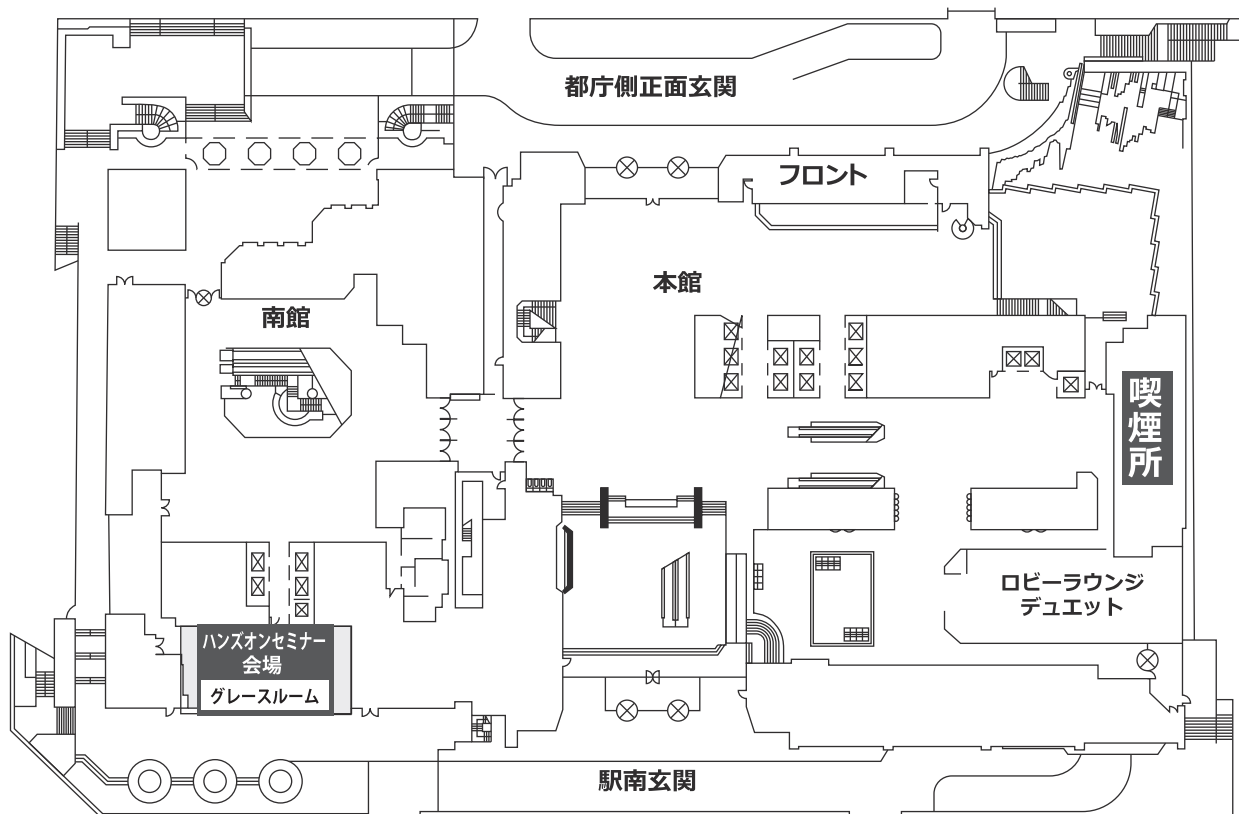 都庁側正面玄関
フロント
本館
南館
喫煙所
ロビーラウンジ
デュエット
ハンズオンセミナー
会場
グレースルーム
駅南玄関